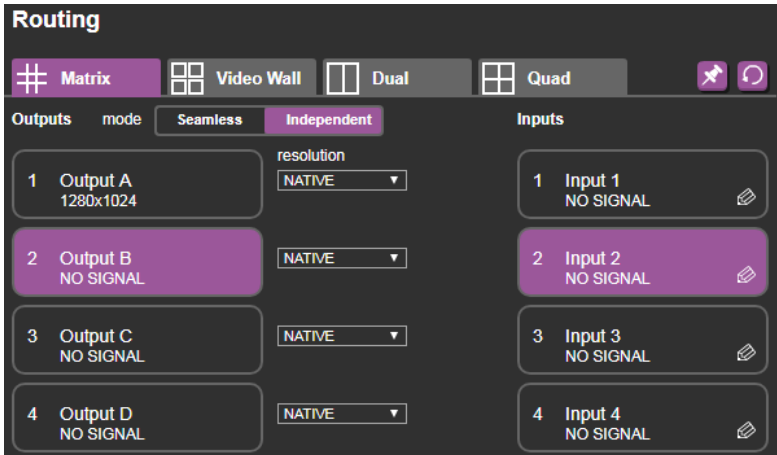 Routing
Matrix
Video Wall
Dual
Quad
Outputs mode Seamless Independent Inputs
resolution
1 Output A NATIVE 1 Input 1
1280x1024 NO SIGNAL
2 Output B NATIVE 2 Input 2
NO SIGNAL NO SIGNAL
3 Output C NATIVE 3 Input 3
NO SIGNAL NO SIGNAL
4 Output D NATIVE 4 Input 4
NO SIGNAL NO SIGNAL